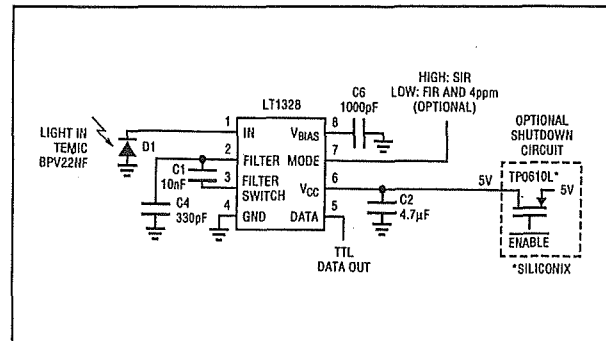 HIGH: SIR
LOW: FIR AND 4ppm
(OPTIONAL)
C6
1000pF
LT1328
OPTIONAL
SHUTDOWN
CIRCUIT
LIGHT IN
TEMIC
BPV22NF
D1
1
IN
2
FILTER
3
FILTER
SWITCH
4
GND
8
VBIAS
7
MODE
6
VCC
5
DATA
C1
10nF
C4
330pF
C2
4.7µF
5V
TP0610L*
5V
ENABLE
*SILICONIX
TTL
DATA OUT